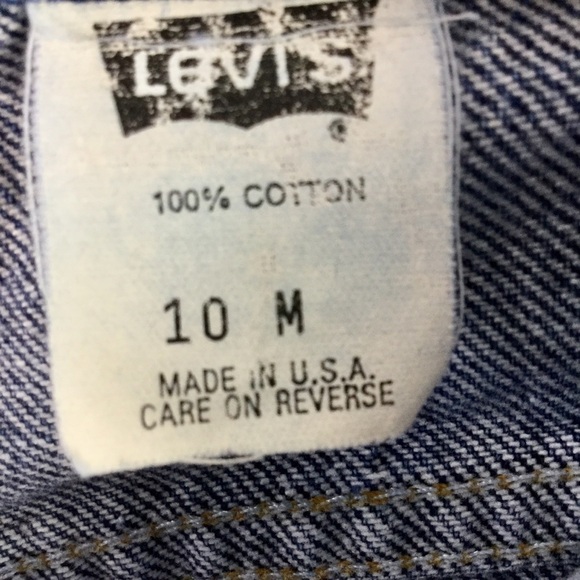 LEVI'S
®
100% COTTON
10 M
MADE IN U.S.A.
CARE ON REVERSE